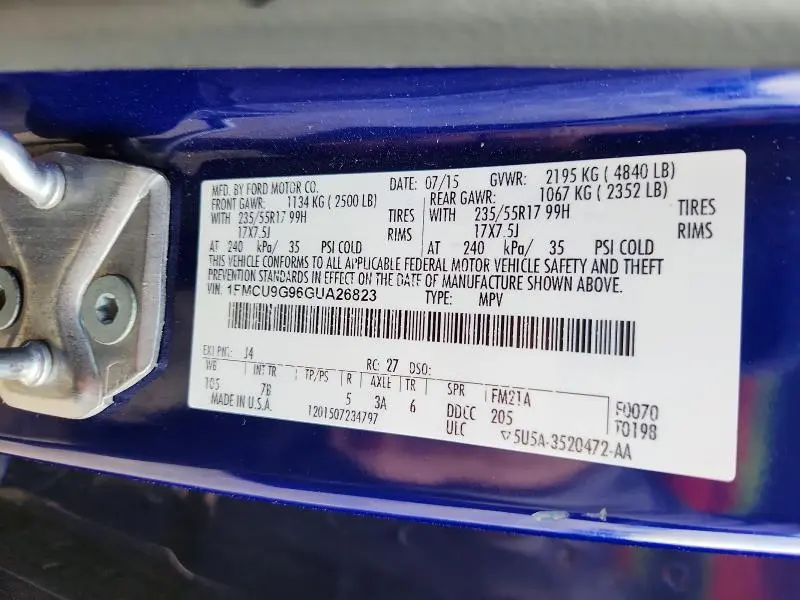 MFD. BY FORD MOTOR CO. DATE: 07/15 GVWR: 2195 KG ( 4840 LB)
FRONT GAWR: 1134 KG ( 2500 LB) REAR GAWR: 1067 KG ( 2352 LB)
WITH 235/55R17 99H TIRES WITH 235/55R17 99H TIRES
17X7.5J RIMS 17X7.5J RIMS
AT 240 kPa/ 35 PSI COLD AT 240 kPa/ 35 PSI COLD
THIS VEHICLE CONFORMS TO ALL APPLICABLE FEDERAL MOTOR VEHICLE SAFETY AND THEFT
PREVENTION STANDARDS IN EFFECT ON THE DATE OF MANUFACTURE SHOWN ABOVE.
VIN: 1FMCU9G96GUA26823 TYPE: MPV
EXT PNT: J4 RC: 27 DSO:
WB INT TR TP/PS R AXLE TR SPR FM21A F0070
105 7B 5 3A 6 DDCC 205 T0198
MADE IN U.S.A. 1201507234797 ULC ▽5U5A-3520472-AA